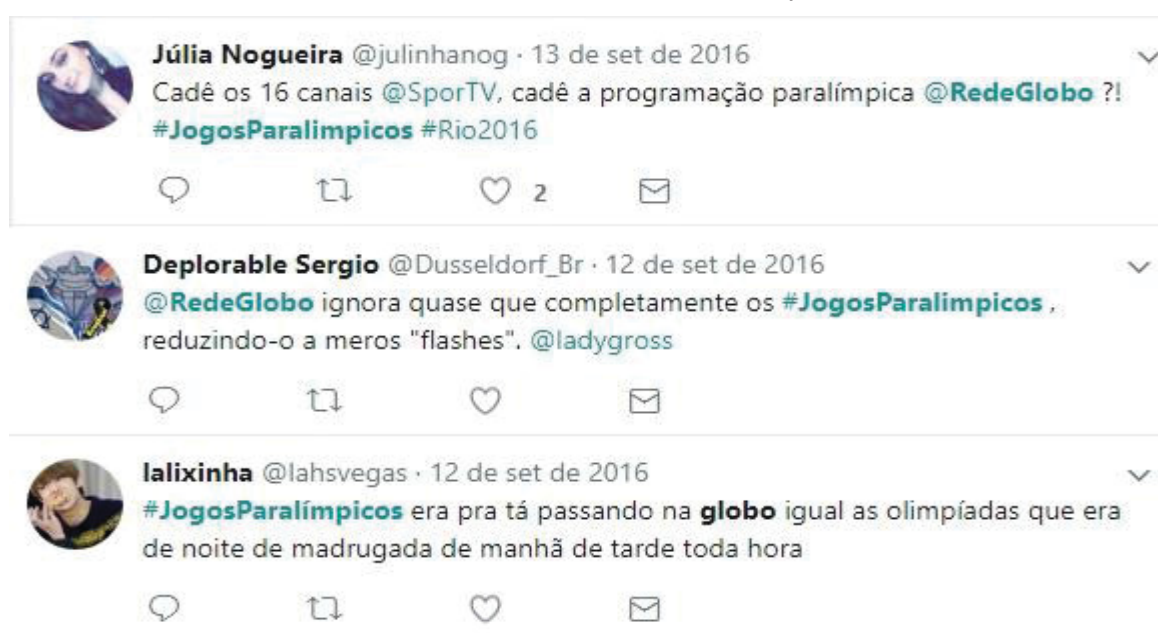 Júlia Nogueira @julinhanog · 13 de set de 2016
Cadê os 16 canais @SporTV, cadê a programação paralímpica @RedeGlobo ?!
#JogosParalimpicos #Rio2016
2
Deplorable Sergio @Dusseldorf_Br · 12 de set de 2016
@RedeGlobo ignora quase que completamente os #JogosParalimpicos ,
reduzindo-o a meros "flashes". @ladygross
lalixinha @lahsvegas · 12 de set de 2016
#JogosParalímpicos era pra tá passando na globo igual as olimpíadas que era
de noite de madrugada de manhã de tarde toda hora